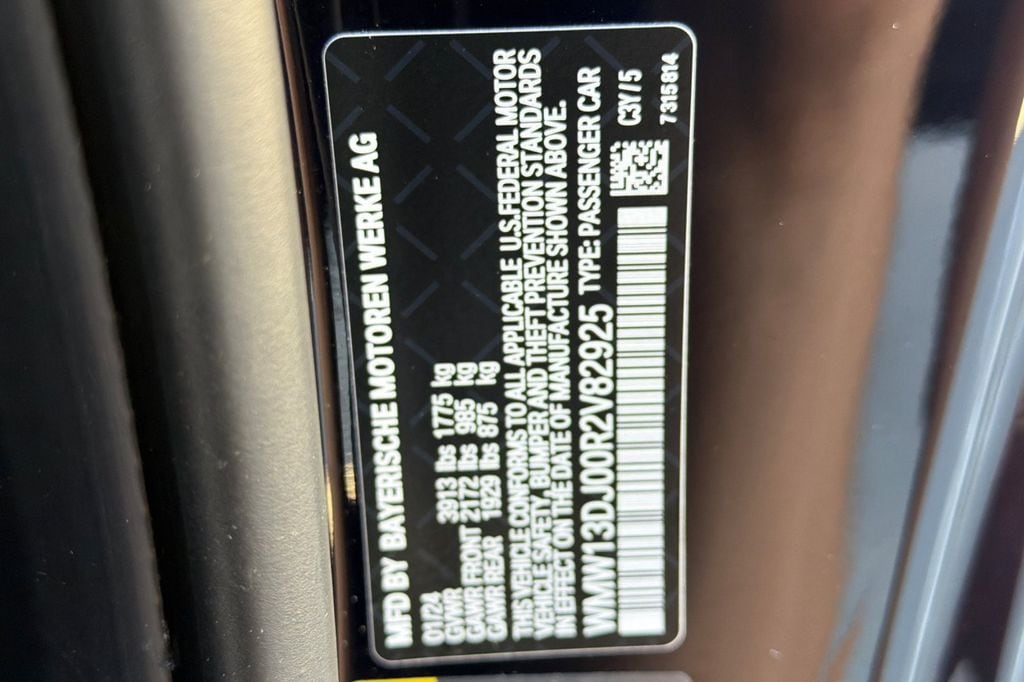 MFD BY BAYERISCHE MOTOREN WERKE AG
01/24
GVWR 3913 lbs 1775 kg
GAWR FRONT 2172 lbs 985 kg
GAWR REAR 1929 lbs 875 kg
THIS VEHICLE CONFORMS TO ALL APPLICABLE U.S.FEDERAL MOTOR
VEHICLE SAFETY, BUMPER AND THEFT PREVENTION STANDARDS
IN EFFECT ON THE DATE OF MANUFACTURE SHOWN ABOVE.
WMW13DJ00R2V82925 TYPE: PASSENGER CAR
C3Y/5
7315814